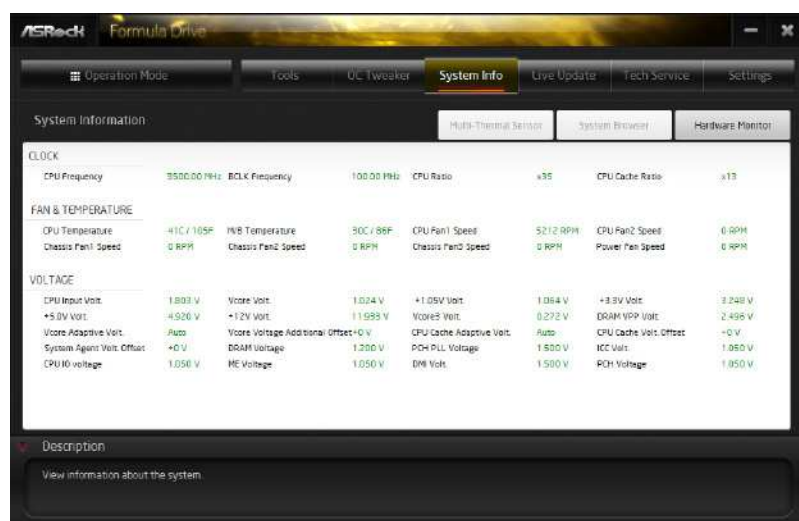 ASRock Formula Drive
Operation Mode Tools OC Tweaker System Info Live Update Tech Service Settings
System Information Multi-Thermal Sensor System Browser Hardware Monitor
CLOCK
CPU Frequency 3500.00 MHz BCLK Frequency 100.00 MHz CPU Ratio x35 CPU Cache Ratio x13
FAN & TEMPERATURE
CPU Temperature 41C / 105F M/B Temperature 30C / 86F CPU Fan1 Speed 5212 RPM CPU Fan2 Speed 0 RPM
Chassis Fan1 Speed 0 RPM Chassis Fan2 Speed 0 RPM Chassis Fan3 Speed 0 RPM Power Fan Speed 0 RPM
VOLTAGE
CPU Input Volt. 1.803 V Vcore Volt. 1.024 V +1.05V Volt. 1.064 V +3.3V Volt. 3.248 V
+5.0V Volt. 4.920 V +12V Volt. 11.933 V Vcore3 Volt. 0.272 V DRAM VPP Volt. 2.496 V
Vcore Adaptive Volt. Auto Vcore Voltage Additional Offset +0 V CPU Cache Adaptive Volt. Auto CPU Cache Volt. Offset +0 V
System Agent Volt. Offset +0 V DRAM Voltage 1.200 V PCH PLL Voltage 1.500 V ICC Volt. 1.050 V
CPU IO voltage 1.050 V ME Voltage 1.050 V DMI Volt. 1.500 V PCH Voltage 1.050 V
Description
View information about the system.